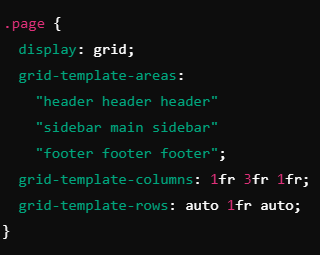 .page {
  display: grid;
  grid-template-areas:
    "header header header"
    "sidebar main sidebar"
    "footer footer footer";
  grid-template-columns: 1fr 3fr 1fr;
  grid-template-rows: auto 1fr auto;
}